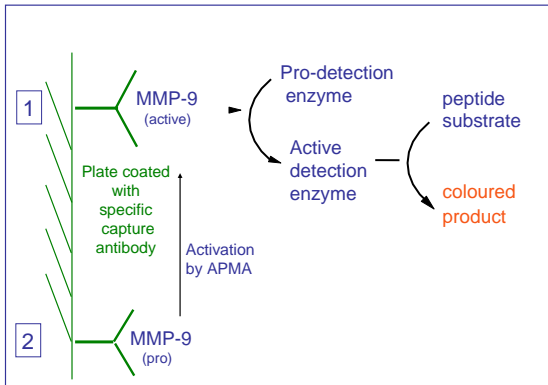 1
MMP-9
(active)
Pro-detection
enzyme
Active
detection
enzyme
peptide
substrate
coloured
product
Plate coated
with
specific
capture
antibody
Activation
by APMA
2
MMP-9
(pro)